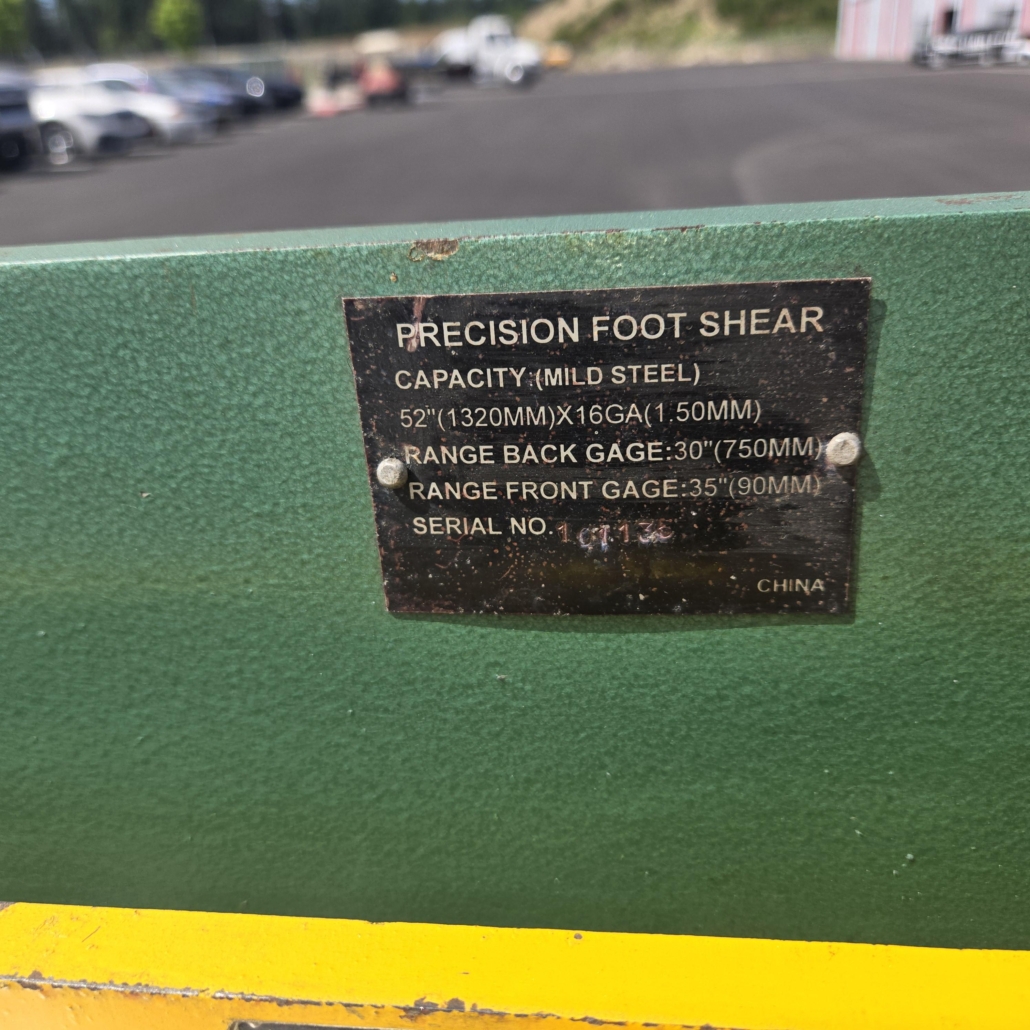 PRECISION FOOT SHEAR
CAPACITY:(MILD STEEL)
52"(1320MM)X16GA(1.50MM)
RANGE BACK GAGE:30"(750MM)
RANGE FRONT GAGE:35"(90MM)
SERIAL NO.
CHINA